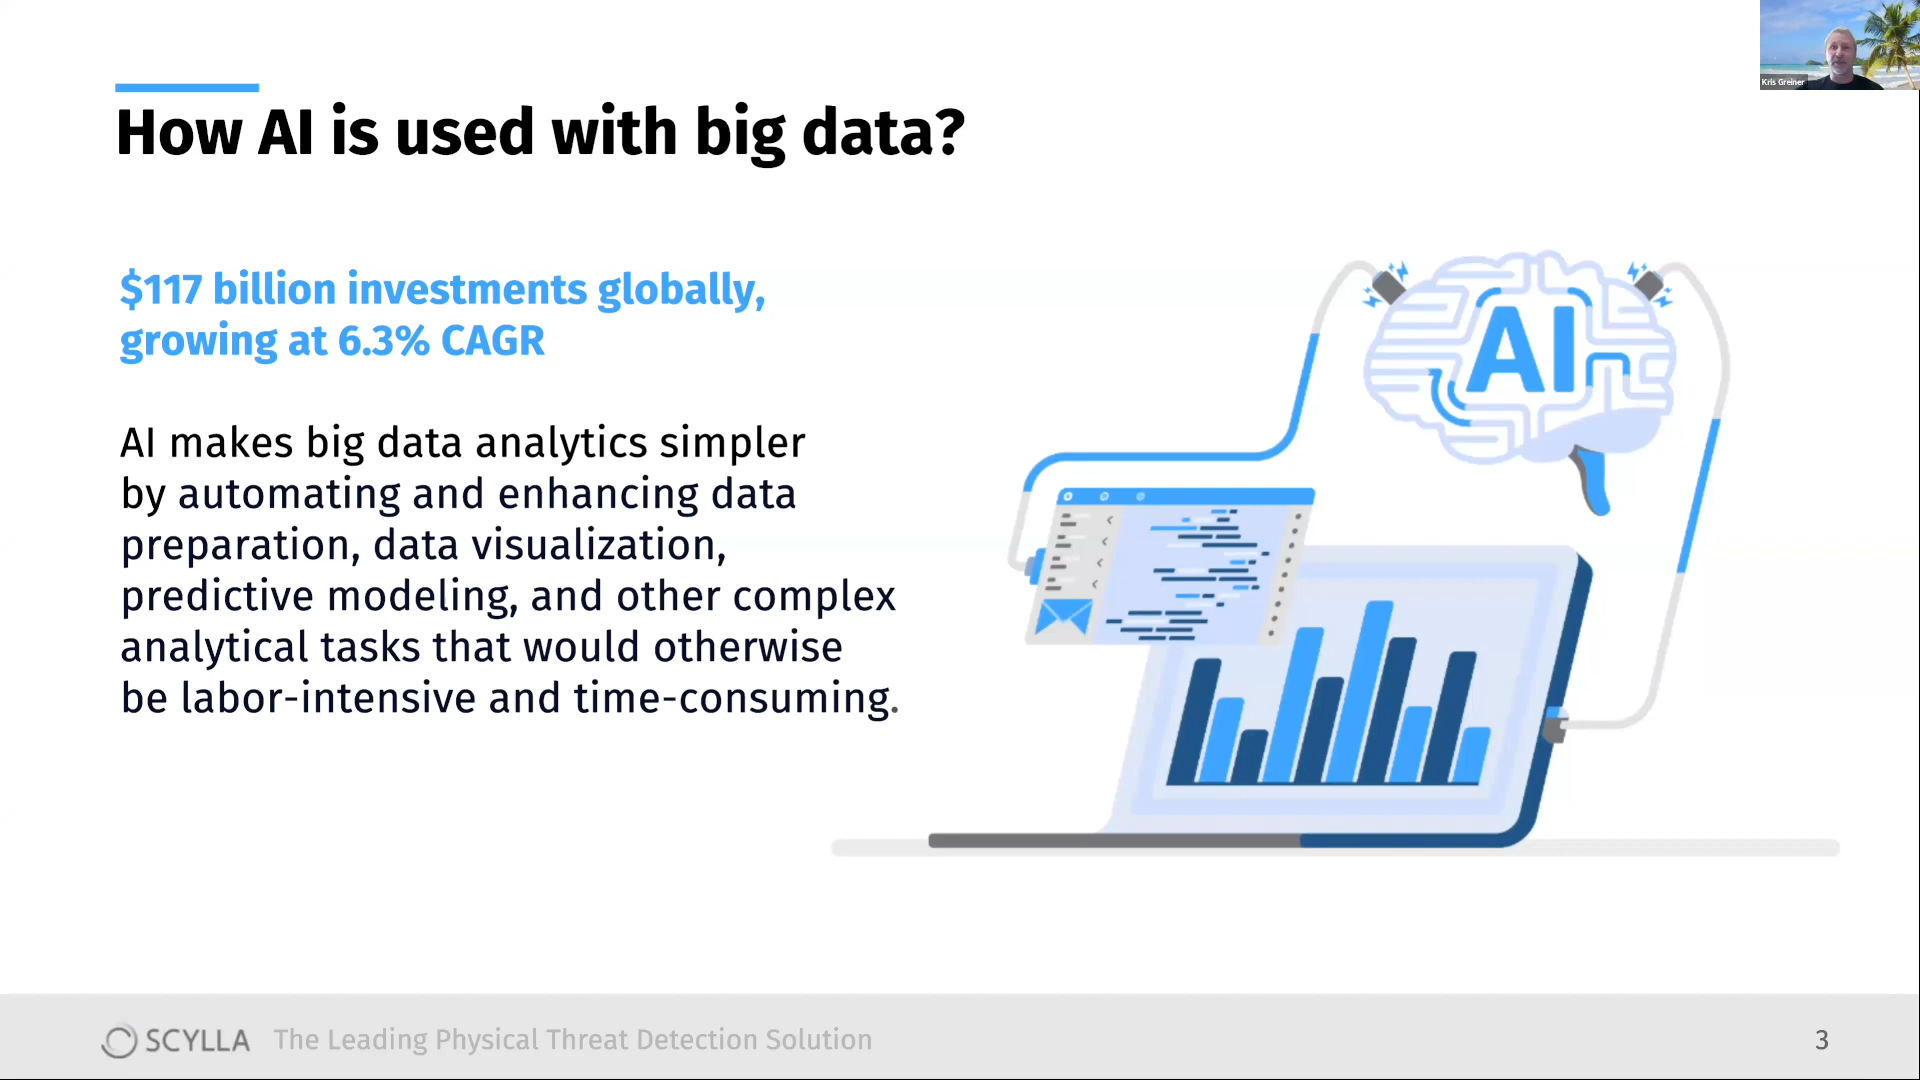 Kris Greiner
How AI is used with big data?
$117 billion investments globally,
growing at 6.3% CAGR
AI makes big data analytics simpler
by automating and enhancing data
preparation, data visualization,
predictive modeling, and other complex
analytical tasks that would otherwise
be labor-intensive and time-consuming.
AI
SCYLLA The Leading Physical Threat Detection Solution
3